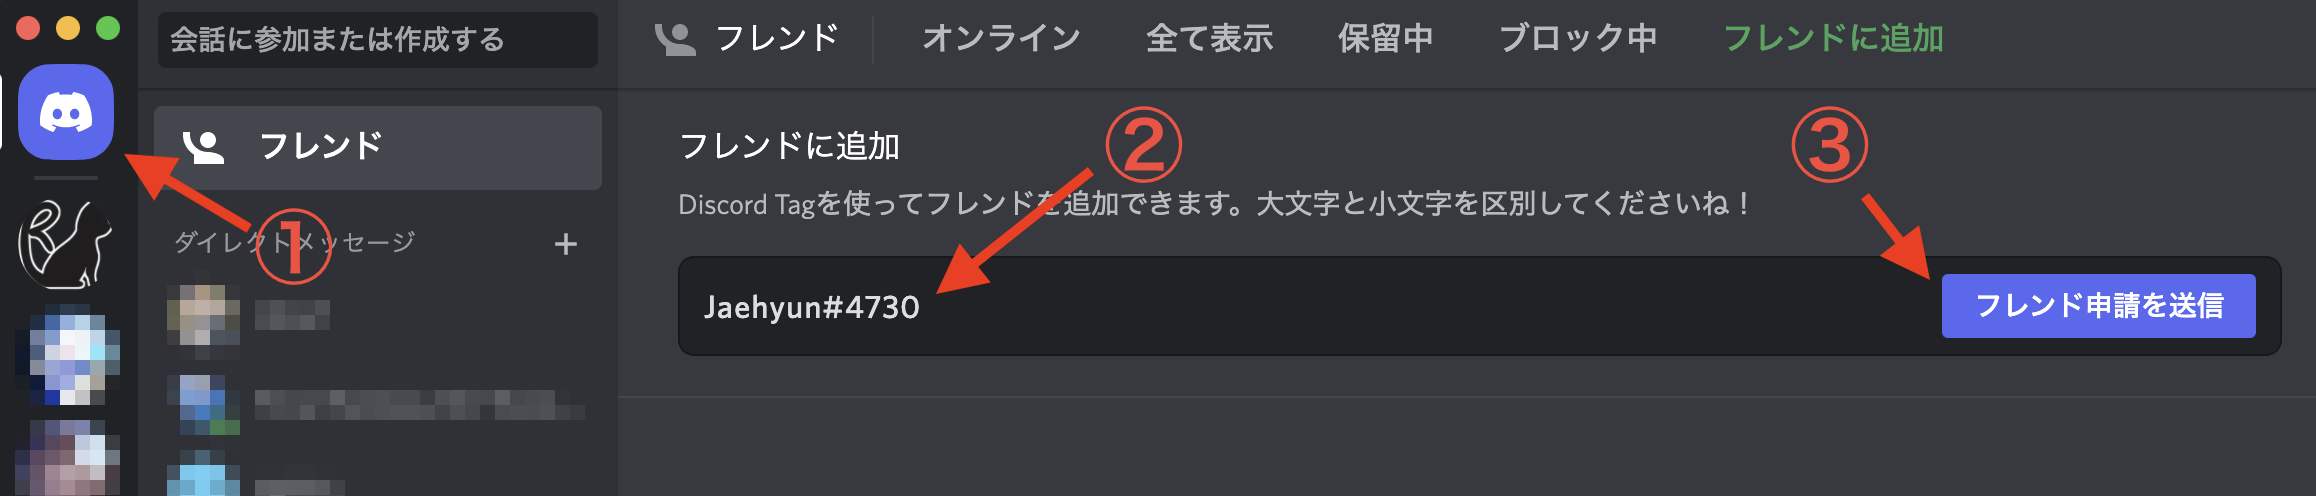 会話に参加または作成する
フレンド
オンライン
全て表示
保留中
ブロック中
フレンドに追加
フレンド
ダイレクトメッセージ
+
①
フレンドに追加
②
③
Discord Tagを使ってフレンドを追加できます。大文字と小文字を区別してくださいね！
Jaehyun#4730
フレンド申請を送信